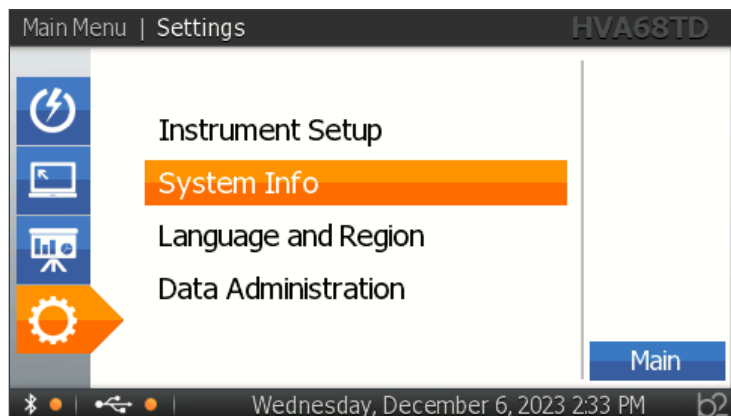 Main Menu | Settings HVA68TD
Instrument Setup
System Info
Language and Region
Data Administration
Main
Wednesday, December 6, 2023 2:33 PM b2